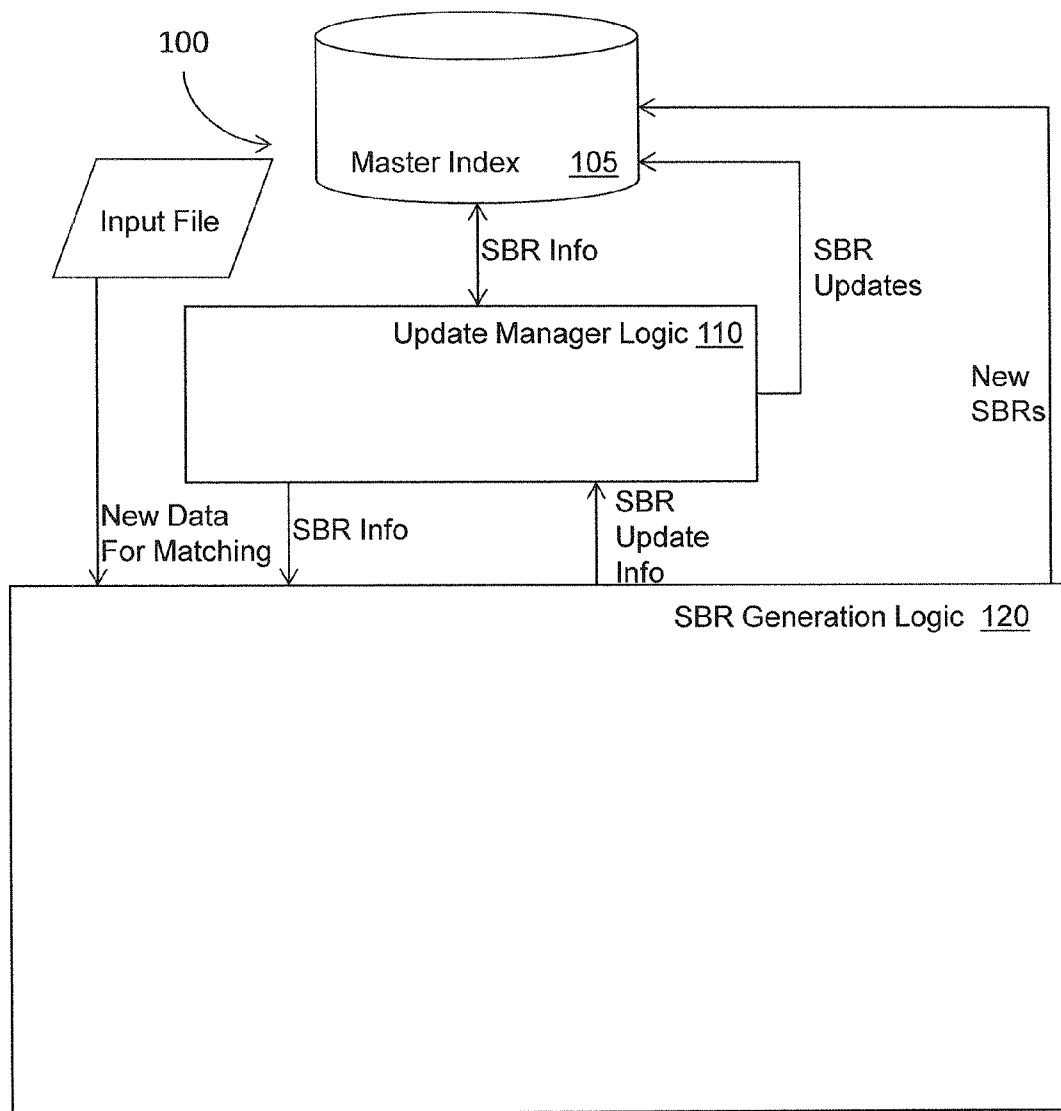 100
Master Index 105
Input File
SBR Info
SBR
Updates
Update Manager Logic 110
New
SBRs
New Data
For Matching
SBR Info
SBR
Update
Info
SBR Generation Logic 120